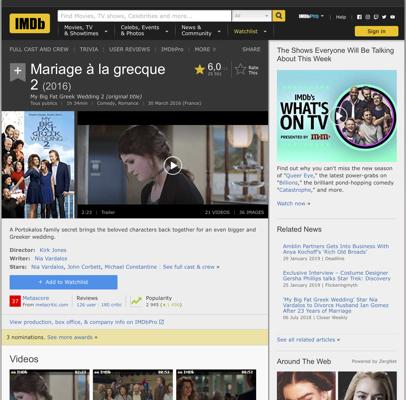 IMDb
Find Movies, TV shows, Celebrities and more...
All
IMDbPro
Help
Movies, TV
& Showtimes
Celebs, Events
& Photos
News &
Community
Watchlist
Sign in
FULL CAST AND CREW | TRIVIA | USER REVIEWS | IMDbPro | MORE
SHARE
Mariage à la grecque
2 (2016)
6,0
Rate
This
My Big Fat Greek Wedding 2 (original title)
Tous publics | 1h 34min | Comedy, Romance | 30 March 2016 (France)
MY
BIG FAT
GREEK
WEDDING
2
2:23 | Trailer
21 VIDEOS | 36 IMAGES
A Portokalos family secret brings the beloved characters back together for an even bigger and
Greeker wedding.
Director: Kirk Jones
Writer: Nia Vardalos
Stars: Nia Vardalos, John Corbett, Michael Constantine | See full cast & crew »
+ Add to Watchlist
37
Metascore
From metacritic.com
Reviews
126 user | 180 critic
Popularity
View production, box office, & company info on IMDbPro
3 nominations. See more awards »
Videos
The Shows Everyone Will Be Talking
About This Week
IMDb's
WHAT'S
ON TV
PRESENTED BY
Find out why you can't miss the new season
of "Queer Eye," the latest power-grabs on
"Billions," the brilliant pond-hopping comedy
"Catastrophe," and more.
Watch now »
Related News
Amblin Partners Gets Into Business With
Anya Kochoff's 'Rich Old Broads'
29 January 2019 | Deadline
Exclusive Interview – Costume Designer
Gersha Phillips talks Star Trek: Discovery
25 January 2019 | Flickeringmyth
'My Big Fat Greek Wedding' Star Nia
Vardalos to Divorce Husband Ian Gomez
After 23 Years of Marriage
06 July 2018 | Closer Weekly
See all related articles »
Around The Web
Powered by ZergNet